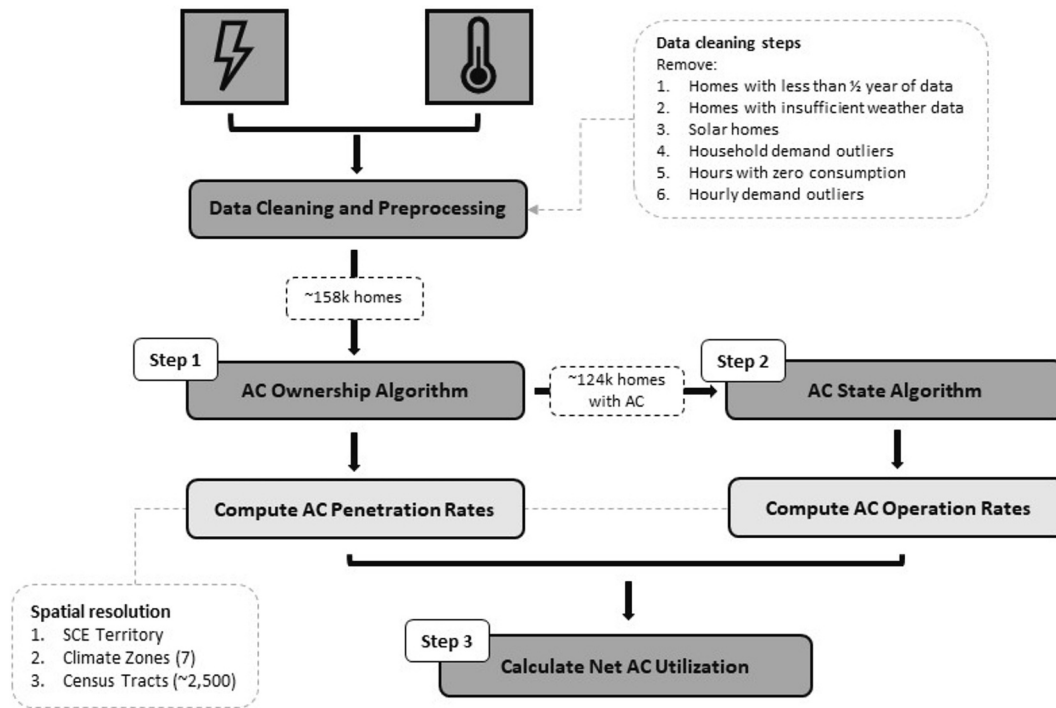 Data cleaning steps
Remove:
1. Homes with less than ½ year of data
2. Homes with insufficient weather data
3. Solar homes
4. Household demand outliers
5. Hours with zero consumption
6. Hourly demand outliers
Data Cleaning and Preprocessing
~158k homes
Step 1
AC Ownership Algorithm
~124k homes
with AC
Step 2
AC State Algorithm
Compute AC Penetration Rates
Compute AC Operation Rates
Spatial resolution
1. SCE Territory
2. Climate Zones (7)
3. Census Tracts (~2,500)
Step 3
Calculate Net AC Utilization